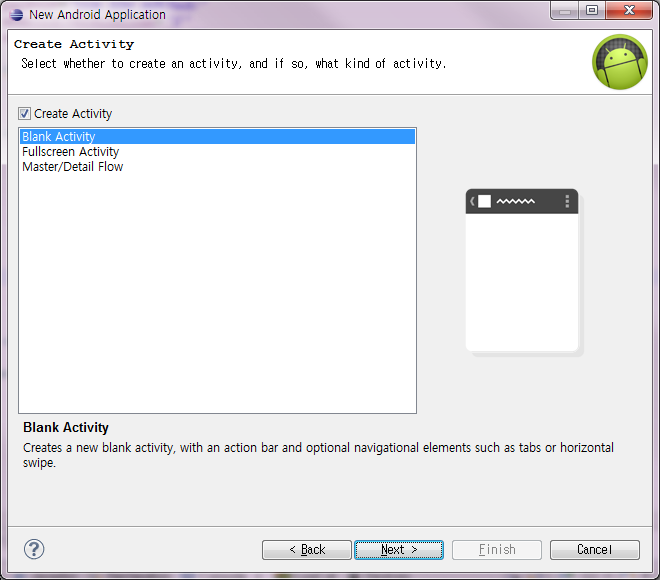 New Android Application
Create Activity
Select whether to create an activity, and if so, what kind of activity.
Create Activity
Blank Activity
Fullscreen Activity
Master/Detail Flow
Blank Activity
Creates a new blank activity, with an action bar and optional navigational elements such as tabs or horizontal
swipe.
? < Back Next > Finish Cancel